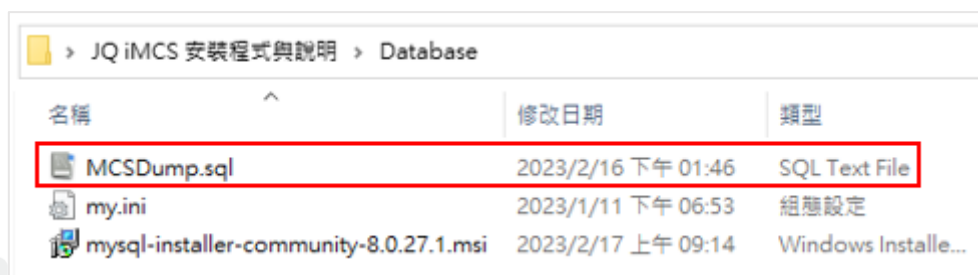 > JQ iMCS 安裝程式與說明 > Database
名稱 修改日期 類型
MCSDump.sql 2023/2/16 下午 01:46 SQL Text File
my.ini 2023/1/11 下午 06:53 組態設定
mysql-installer-community-8.0.27.1.msi 2023/2/17 上午 09:14 Windows Installe...